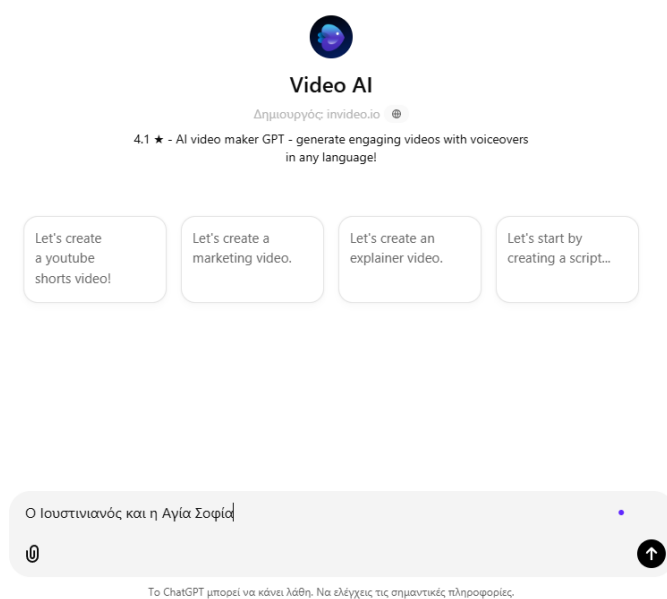 Video AI
Δημιουργός: invideo.io
4.1 ★ - AI video maker GPT - generate engaging videos with voiceovers
in any language!
Let's create
a youtube
shorts video!
Let's create a
marketing video.
Let's create an
explainer video.
Let's start by
creating a script...
Ο Ιουστινιανός και η Αγία Σοφία
Το ChatGPT μπορεί να κάνει λάθη. Να ελέγχεις τις σημαντικές πληροφορίες.